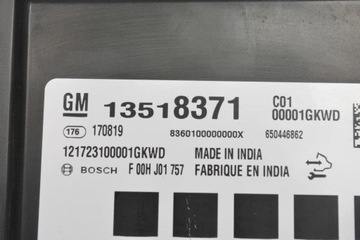 GM 13518371 C01
00001GKWD
176 170819 8360100000000X 650446862
121723100001GKWD MADE IN INDIA
BOSCH F 00H J01 757 FABRIQUE EN INDIA